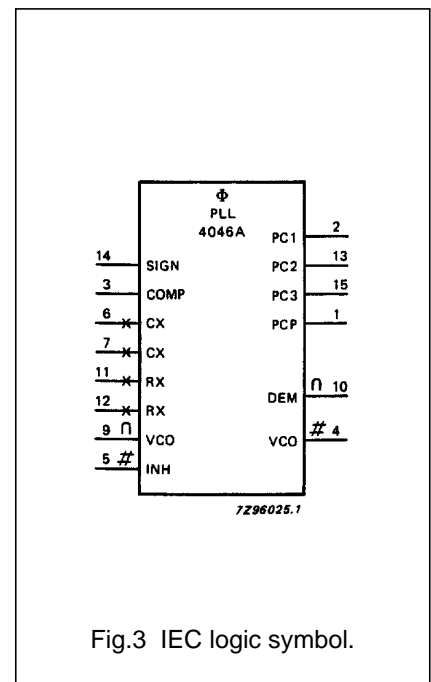 Φ
PLL
4046A
14 SIGN
3 COMP
6 CX
7 CX
11 RX
12 RX
9 ∩ VCO
5 # INH
PC1 2
PC2 13
PC3 15
PCP 1
DEM ∩ 10
VCO # 4
7Z96025.1
Fig.3 IEC logic symbol.